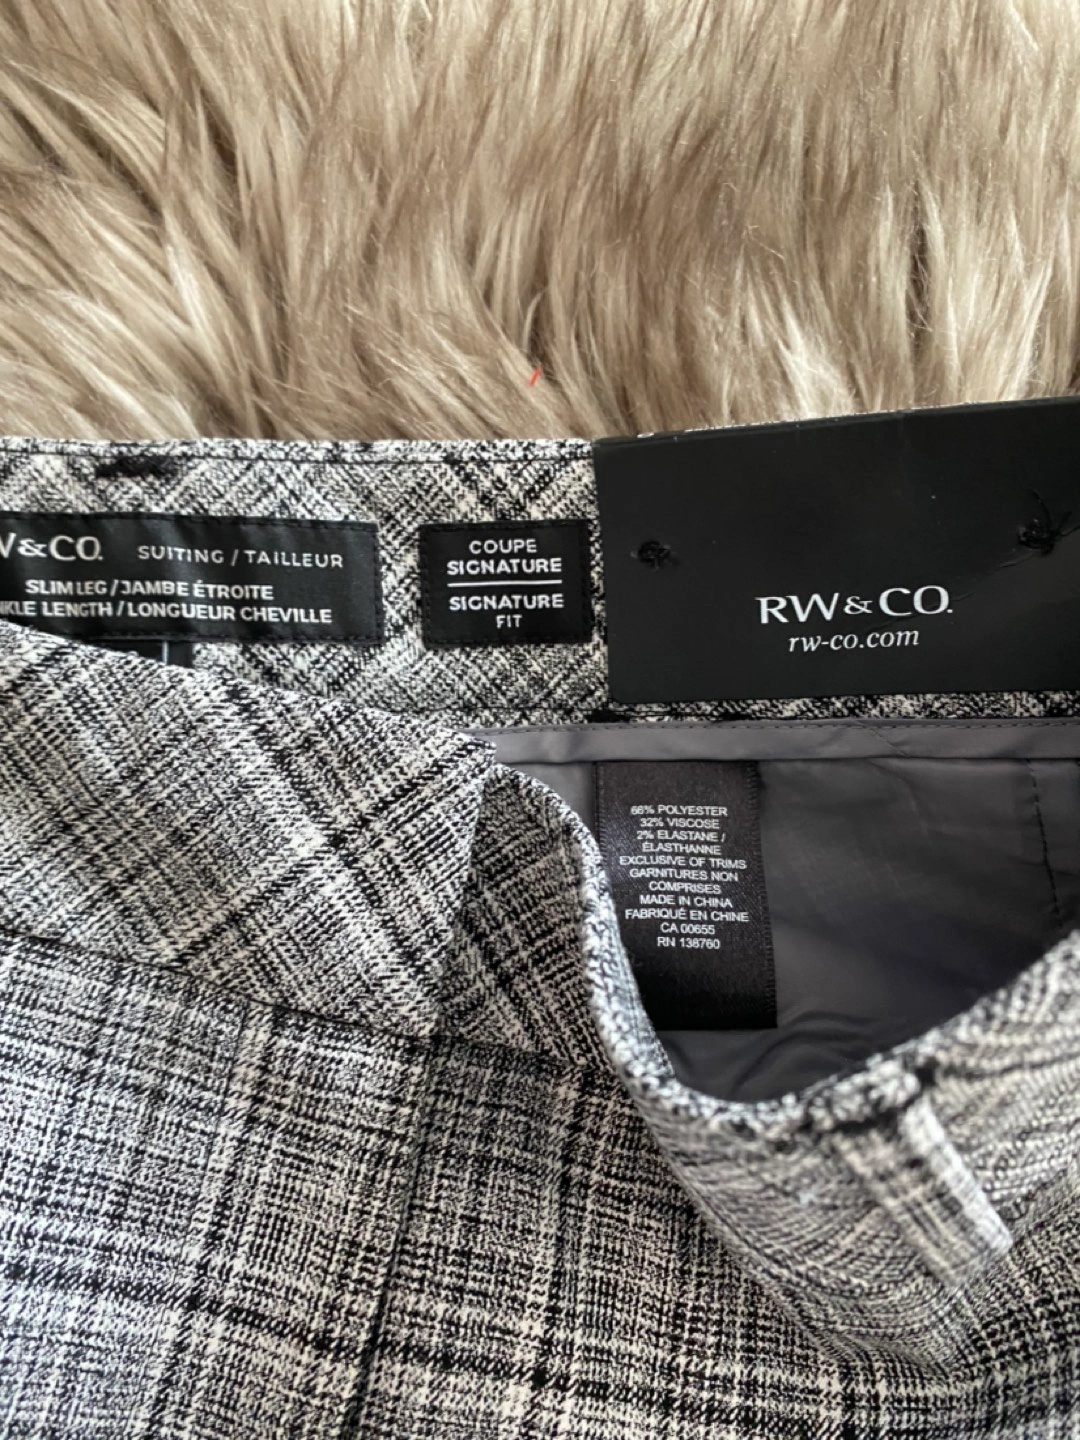 W&CO. SUITING / TAILLEUR
SLIM LEG / JAMBE ÉTROITE
LENGTH / LONGUEUR CHEVILLE
COUPE
SIGNATURE
SIGNATURE
FIT
RW&CO.
rw-co.com
66% POLYESTER
32% VISCOSE
2% ELASTANE /
ÉLASTHANNE
EXCLUSIVE OF TRIMS
GARNITURES NON
COMPRISES
MADE IN CHINA
FABRIQUÉ EN CHINE
CA 00655
RN 138760